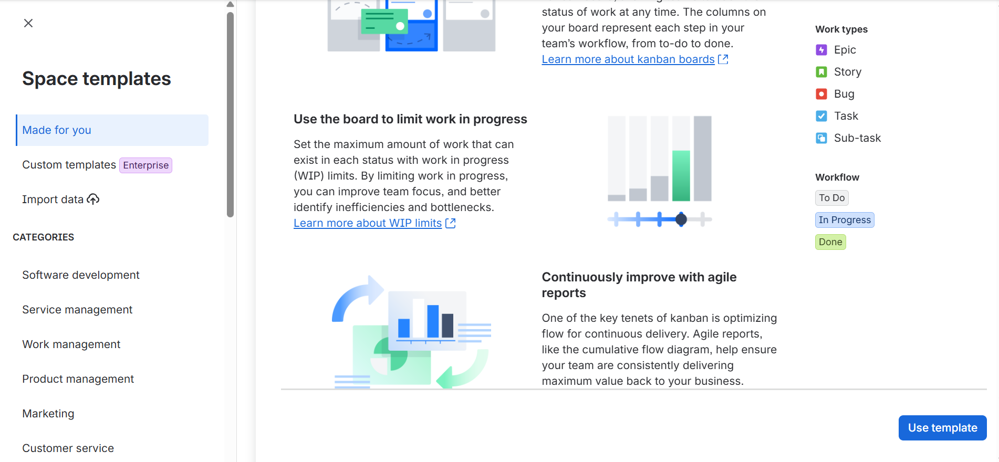 Space templates
Made for you
Custom templates Enterprise
Import data
CATEGORIES
Software development
Service management
Work management
Product management
Marketing
Customer service
status of work at any time. The columns on
your board represent each step in your
team’s workflow, from to-do to done.
Learn more about kanban boards
Use the board to limit work in progress
Set the maximum amount of work that can
exist in each status with work in progress
(WIP) limits. By limiting work in progress,
you can improve team focus, and better
identify inefficiencies and bottlenecks.
Learn more about WIP limits
Continuously improve with agile
reports
One of the key tenets of kanban is optimizing
flow for continuous delivery. Agile reports,
like the cumulative flow diagram, help ensure
your team are consistently delivering
maximum value back to your business.
Work types
Epic
Story
Bug
Task
Sub-task
Workflow
To Do
In Progress
Done
Use template